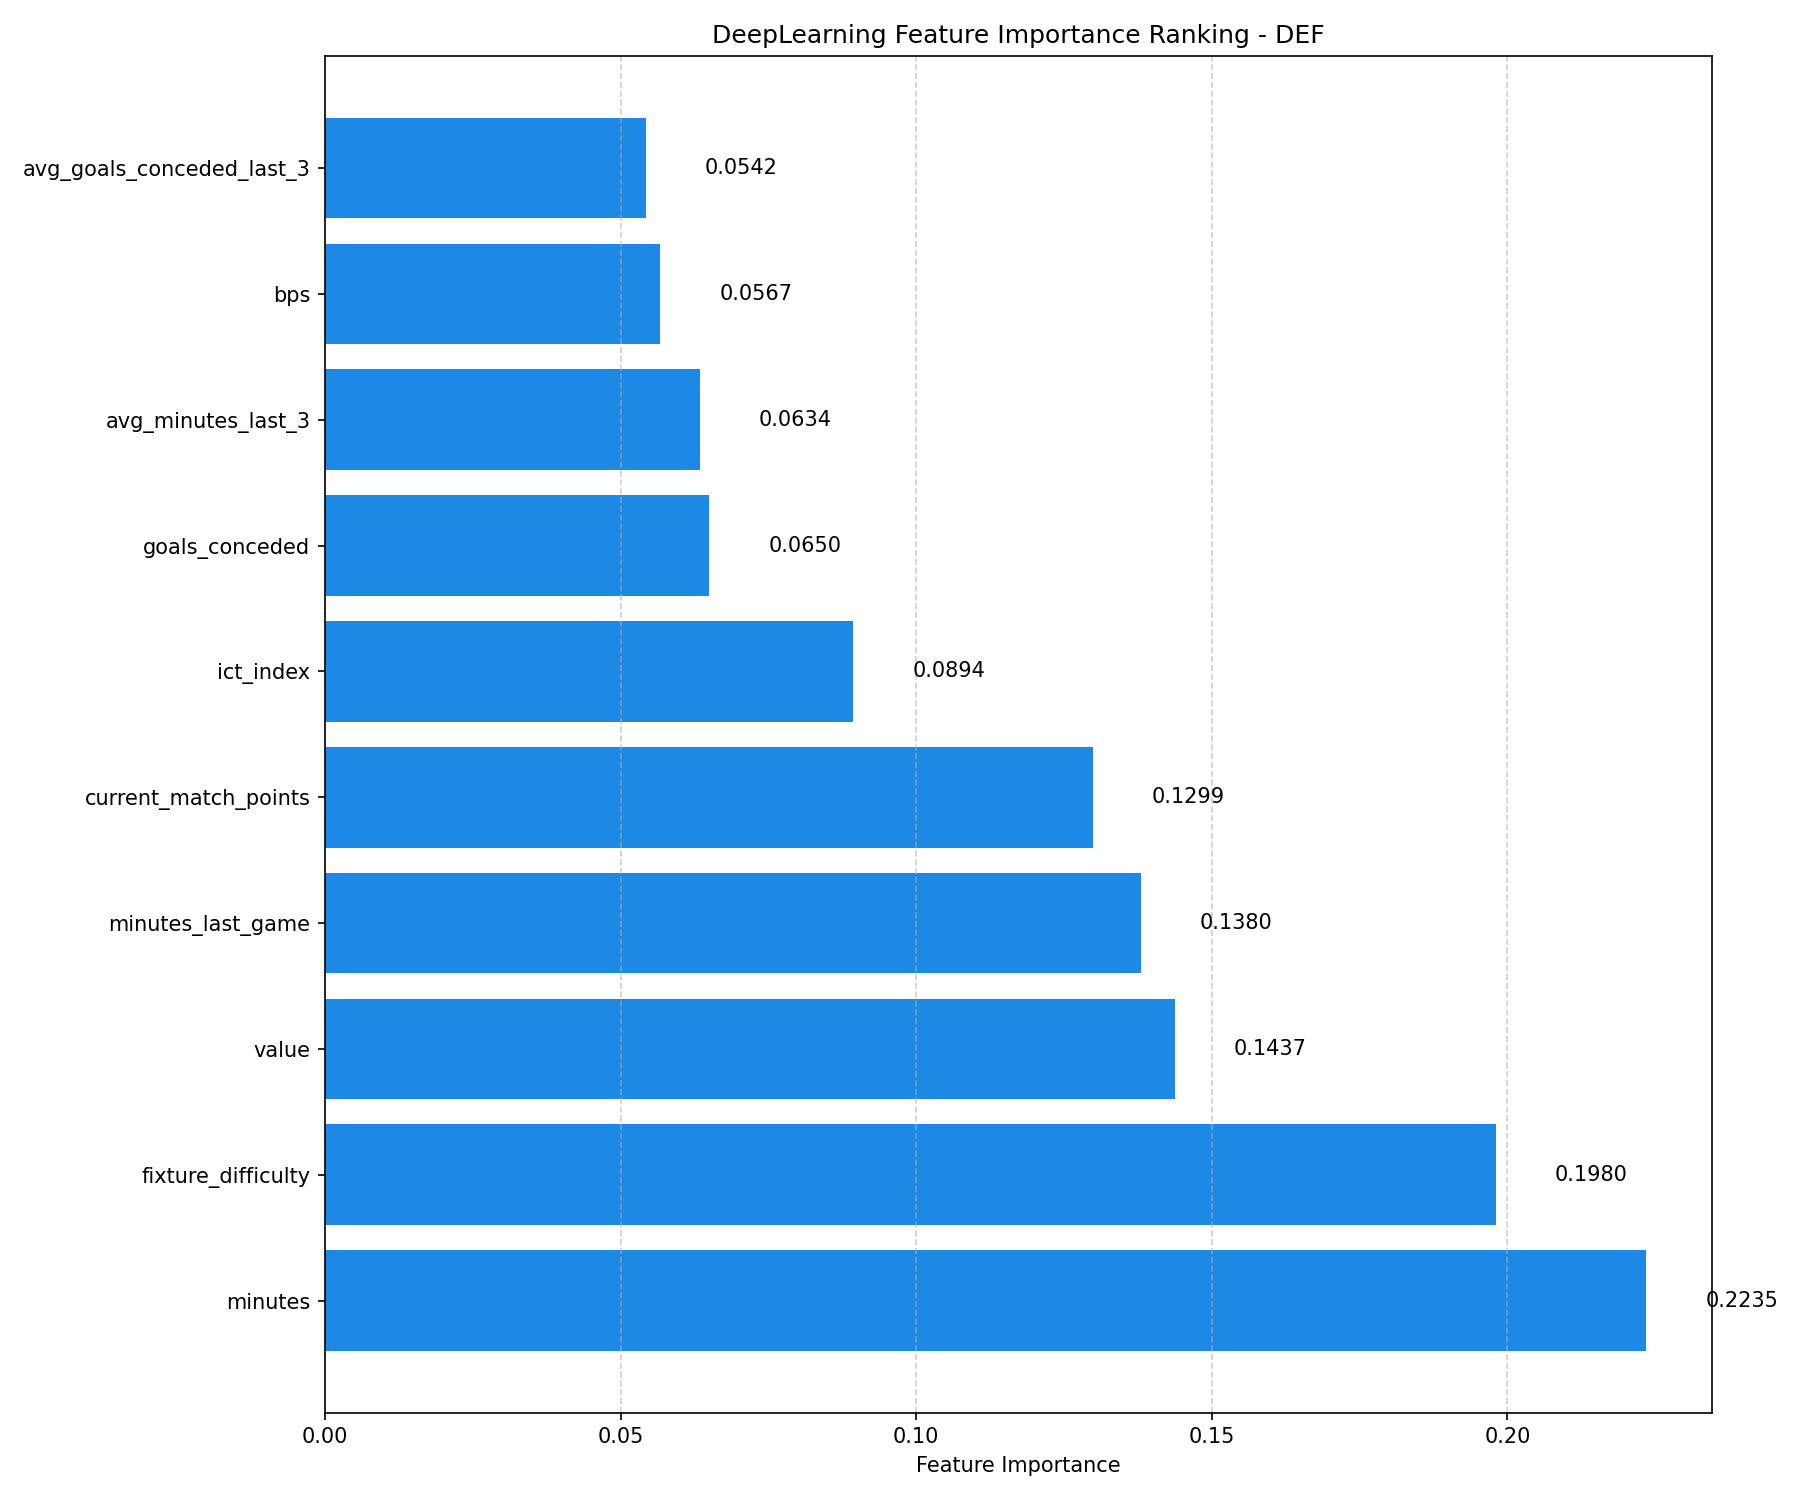 DeepLearning Feature Importance Ranking - DEF
avg_goals_conceded_last_3 0.0542
bps 0.0567
avg_minutes_last_3 0.0634
goals_conceded 0.0650
ict_index 0.0894
current_match_points 0.1299
minutes_last_game 0.1380
value 0.1437
fixture_difficulty 0.1980
minutes 0.2235
0.00 0.05 0.10 0.15 0.20
Feature Importance